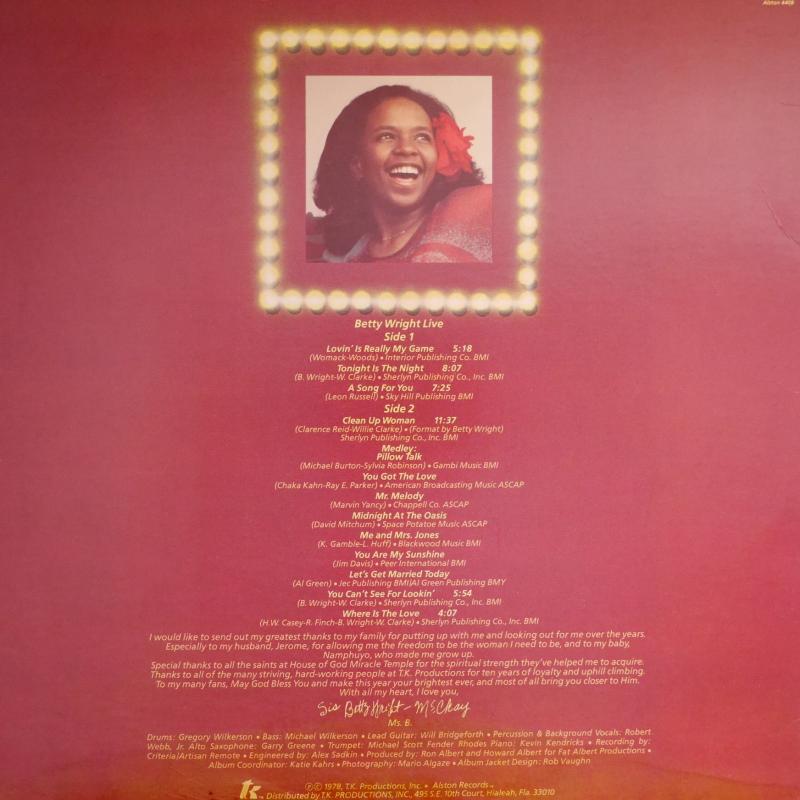 Alston 4408
Betty Wright Live
Side 1
Lovin' Is Really My Game 5:18
(Womack-Woods) • Interior Publishing Co. BMI
Tonight Is The Night 8:07
(B. Wright-W. Clarke) • Sherlyn Publishing Co., Inc. BMI
A Song For You 7:25
(Leon Russell) • Sky Hill Publishing BMI
Side 2
Clean Up Woman 11:37
(Clarence Reid-Willie Clarke) • (Format by Betty Wright)
Sherlyn Publishing Co., Inc. BMI
Medley:
Pillow Talk
(Michael Burton-Sylvia Robinson) • Gambi Music BMI
You Got The Love
(Chaka Kahn-Ray E. Parker) • American Broadcasting Music ASCAP
Mr. Melody
(Marvin Yancy) • Chappell Co. ASCAP
Midnight At The Oasis
(David Mitchum) • Space Potatoe Music ASCAP
Me and Mrs. Jones
(K. Gamble-L. Huff) • Blackwood Music BMI
You Are My Sunshine
(Jim Davis) • Peer International BMI
Let's Get Married Today
(Al Green) • Jec Publishing BMI/Al Green Publishing BMY
You Can't See For Lookin' 5:54
(B. Wright-W. Clarke) • Sherlyn Publishing Co., Inc. BMI
Where Is The Love 4:07
(H.W. Casey-R. Finch-B. Wright-W. Clarke) • Sherlyn Publishing Co., Inc. BMI
I would like to send out my greatest thanks to my family for putting up with me and looking out for me over the years.
Especially to my husband, Jerome, for allowing me the freedom to be the woman I need to be, and to my baby,
Namphuyo, who made me grow up.
Special thanks to all the saints at House of God Miracle Temple for the spiritual strength they've helped me to acquire.
Thanks to all of the many striving, hard-working people at T.K. Productions for ten years of loyalty and uphill climbing.
To my many fans, May God Bless You and make this year your brightest ever, and most of all bring you closer to Him.
With all my heart, I love you,
Sis Betty Wright-McCray
Ms. B.
Drums: Gregory Wilkerson • Bass: Michael Wilkerson • Lead Guitar: Will Bridgeforth • Percussion & Background Vocals: Robert
Webb, Jr. Alto Saxophone: Garry Greene • Trumpet: Michael Scott Fender Rhodes Piano: Kevin Kendricks • Recording by:
Criteria/Artisan Remote • Engineered by: Alex Sadkin • Produced by: Ron Albert and Howard Albert for Fat Albert Productions •
Album Coordinator: Katie Kahrs • Photography: Mario Algaze • Album Jacket Design: Rob Vaughn
tk ℗© 1978, T.K. Productions, Inc. • Alston Records
Distributed by T.K. PRODUCTIONS, INC., 495 S.E. 10th Court, Hialeah, Fla. 33010